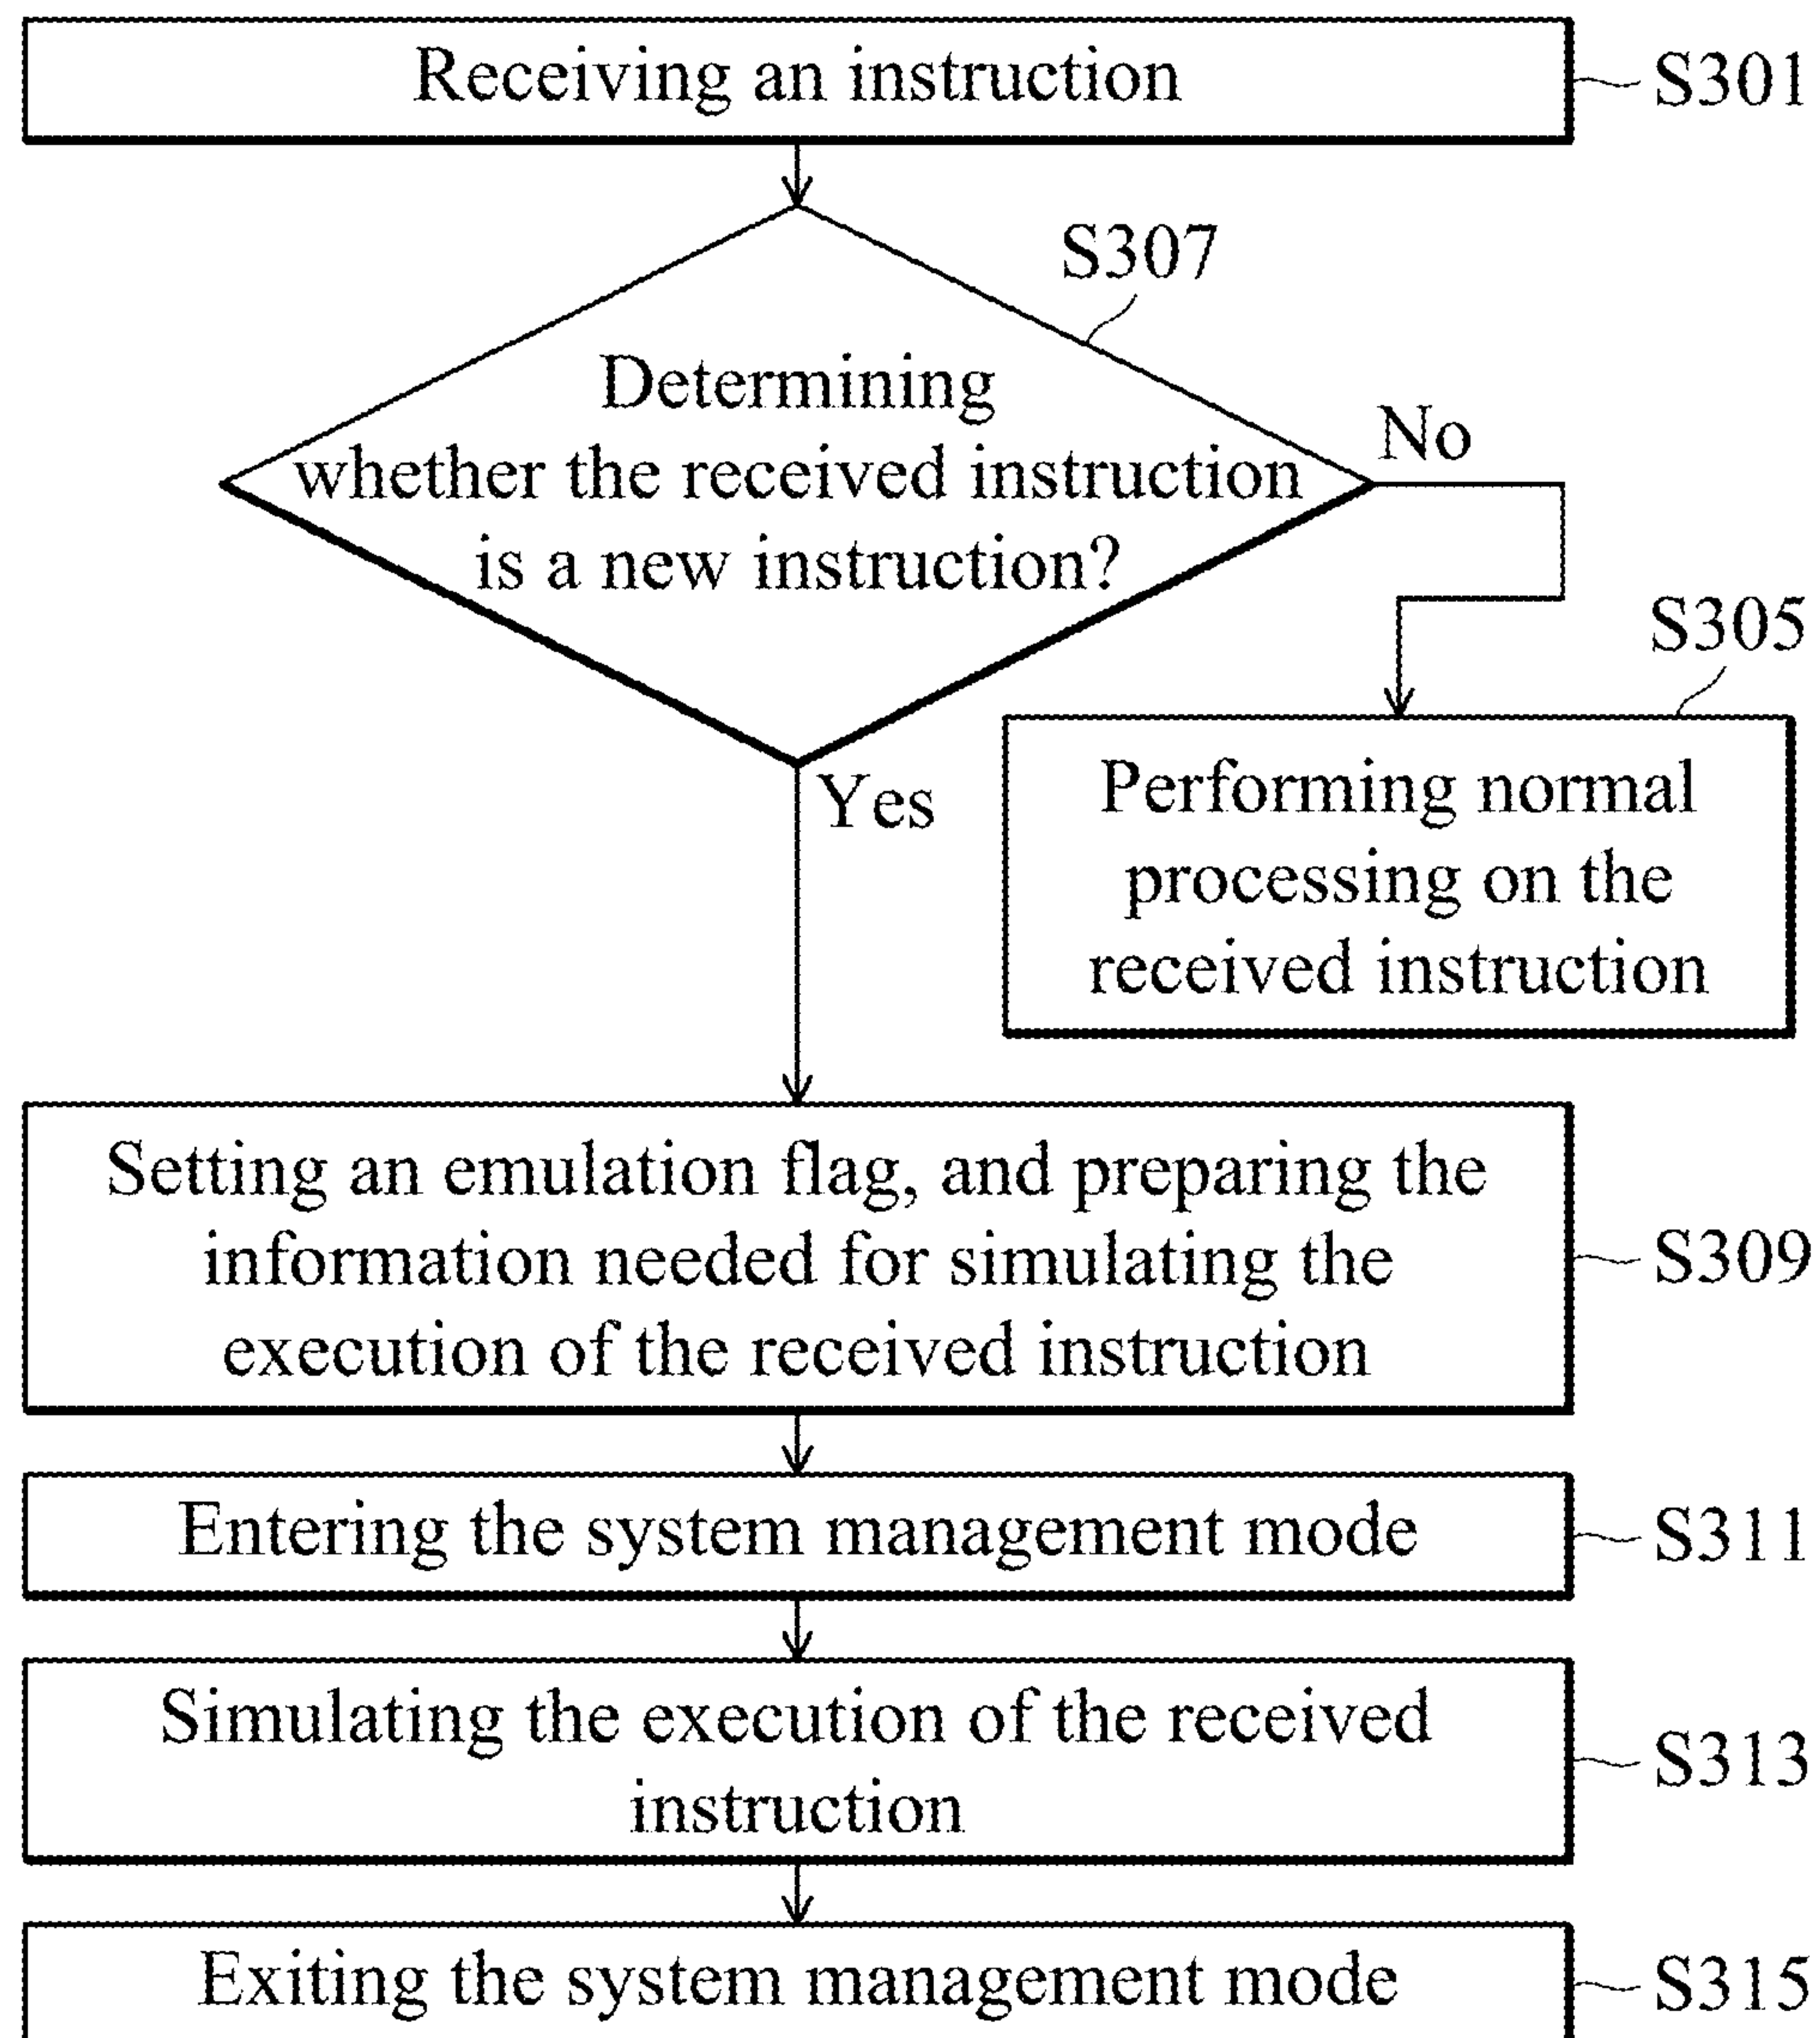 Receiving an instruction
S301
S307
Determining
whether the received instruction
is a new instruction?
No
Yes
S305
Performing normal
processing on the
received instruction
Setting an emulation flag, and preparing the
information needed for simulating the
execution of the received instruction
S309
Entering the system management mode
S311
Simulating the execution of the received
instruction
S313
Exiting the system management mode
S315